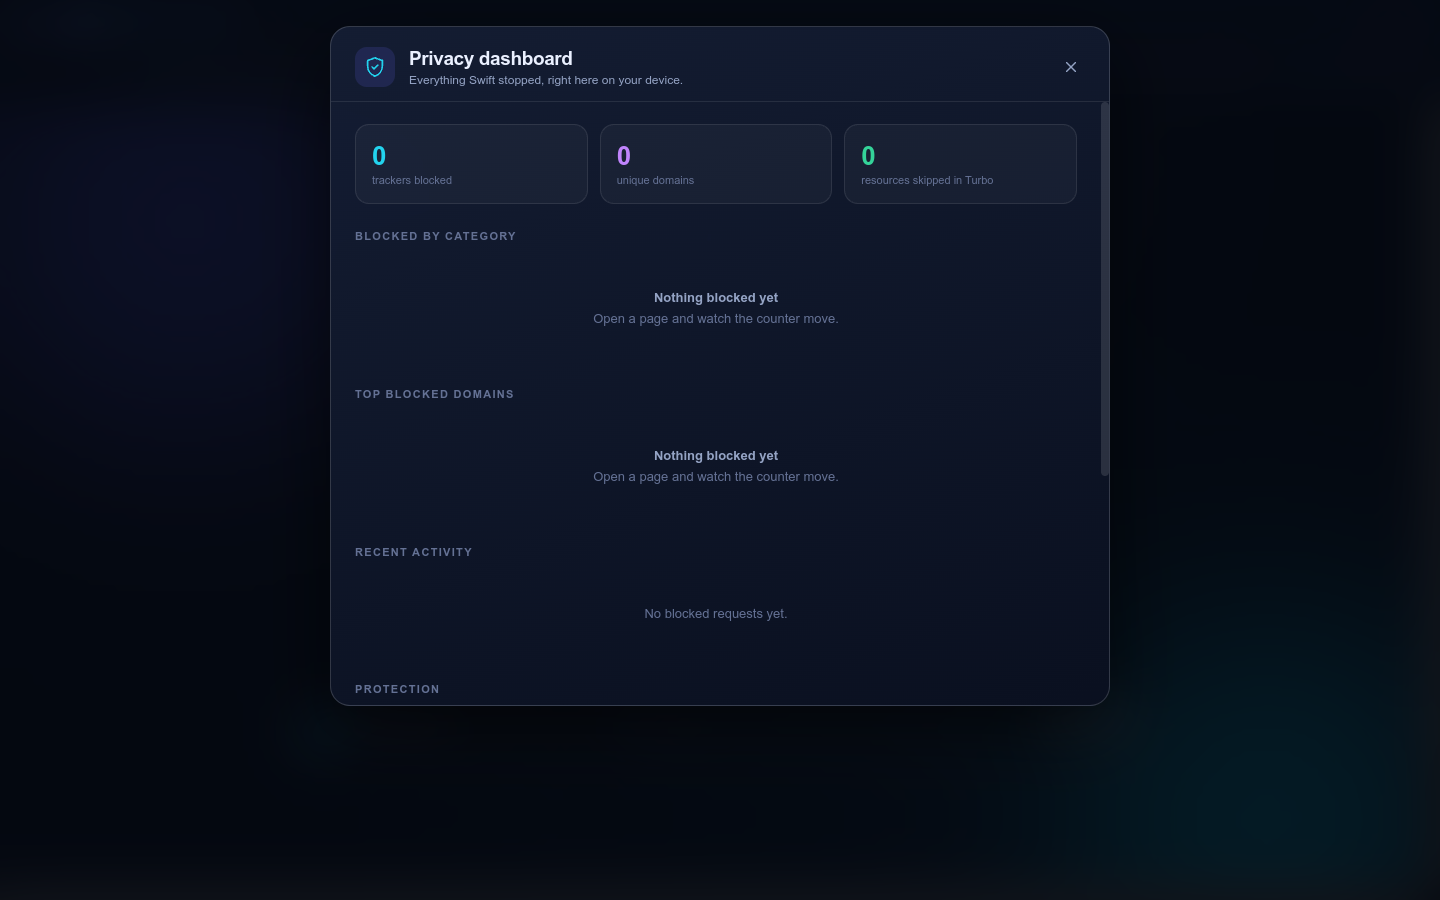 Privacy dashboard
Everything Swift stopped, right here on your device.
0
trackers blocked
0
unique domains
0
resources skipped in Turbo
BLOCKED BY CATEGORY
Nothing blocked yet
Open a page and watch the counter move.
TOP BLOCKED DOMAINS
Nothing blocked yet
Open a page and watch the counter move.
RECENT ACTIVITY
No blocked requests yet.
PROTECTION